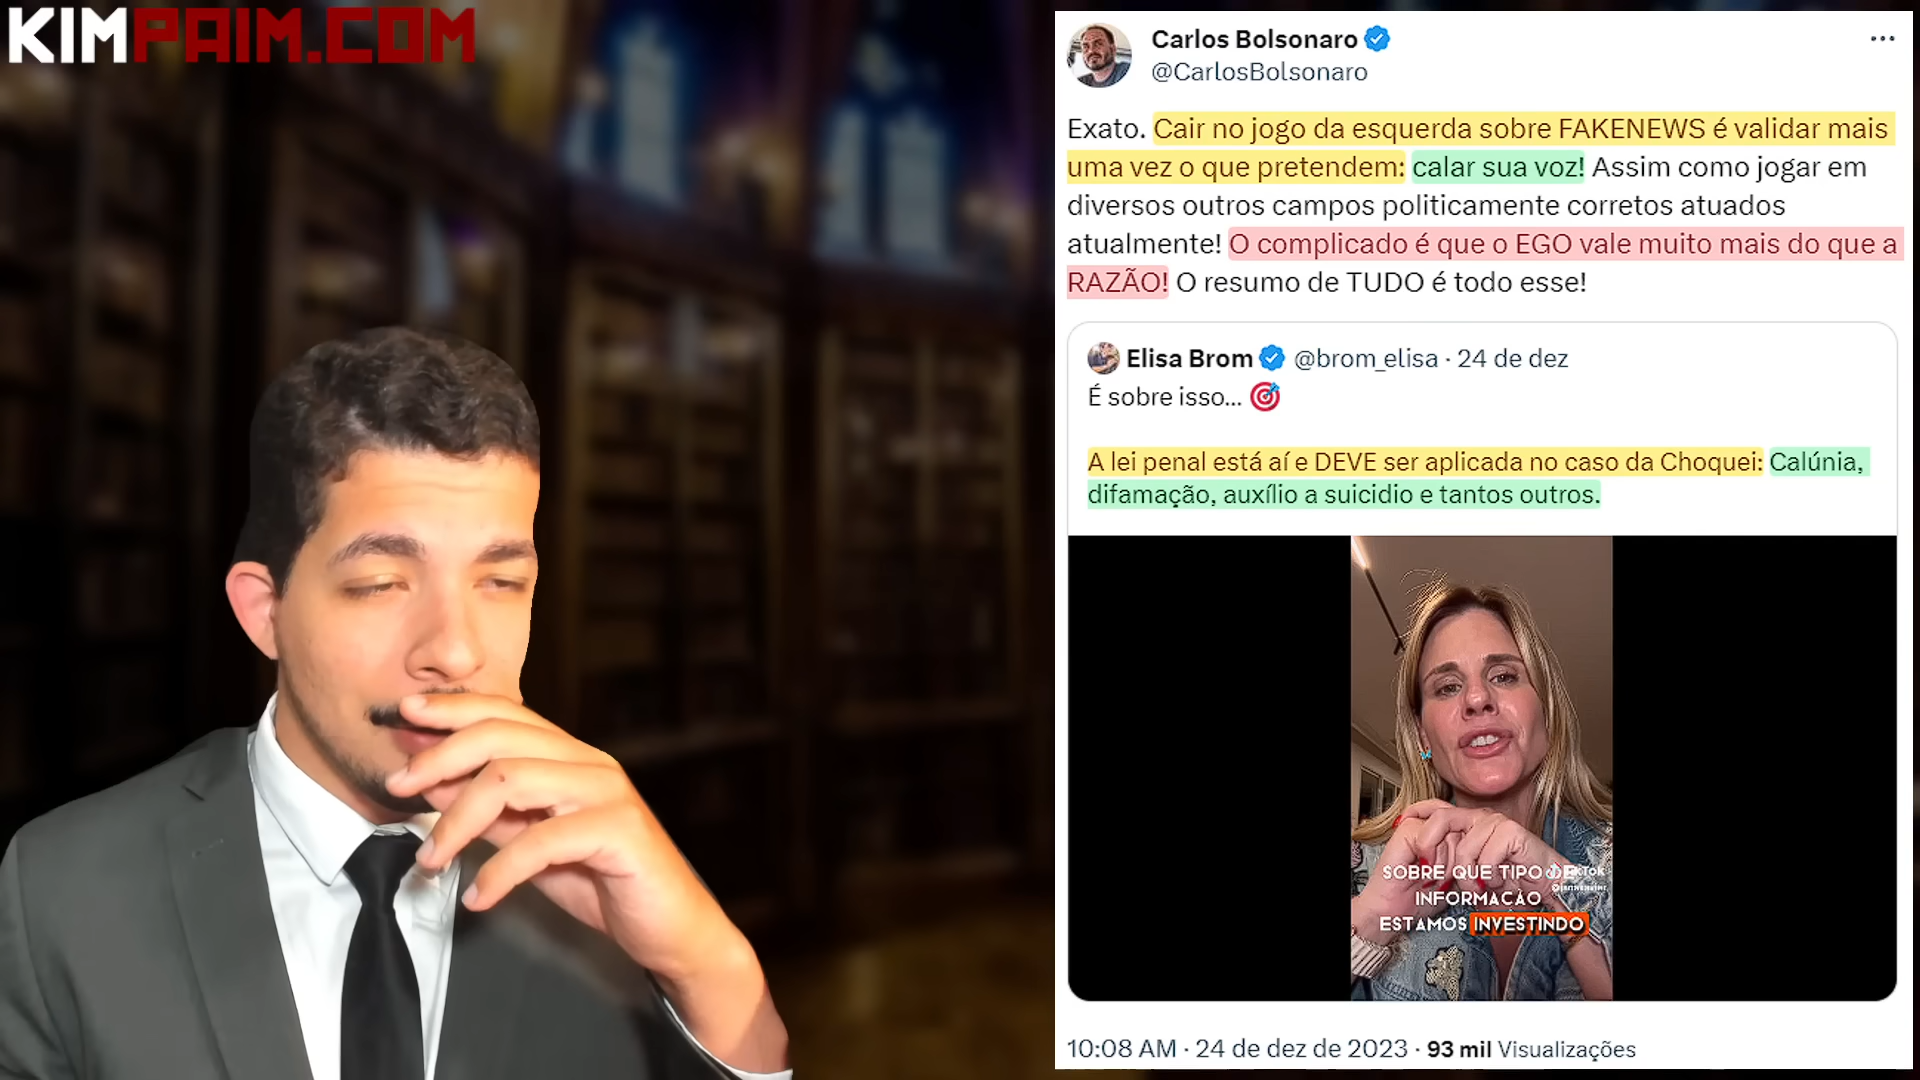 KIMPAIM.COM
Carlos Bolsonaro
@CarlosBolsonaro
Exato. Cair no jogo da esquerda sobre FAKENEWS é validar mais
uma vez o que pretendem: calar sua voz! Assim como jogar em
diversos outros campos politicamente corretos atuados
atualmente! O complicado é que o EGO vale muito mais do que a
RAZÃO! O resumo de TUDO é todo esse!
Elisa Brom @brom_elisa · 24 de dez
É sobre isso...
A lei penal está aí e DEVE ser aplicada no caso da Choquei: Calúnia,
difamação, auxílio a suicidio e tantos outros.
SOBRE QUE TIPO DE
INFORMACÃO
ESTAMOS INVESTINDO
10:08 AM · 24 de dez de 2023 · 93 mil Visualizações